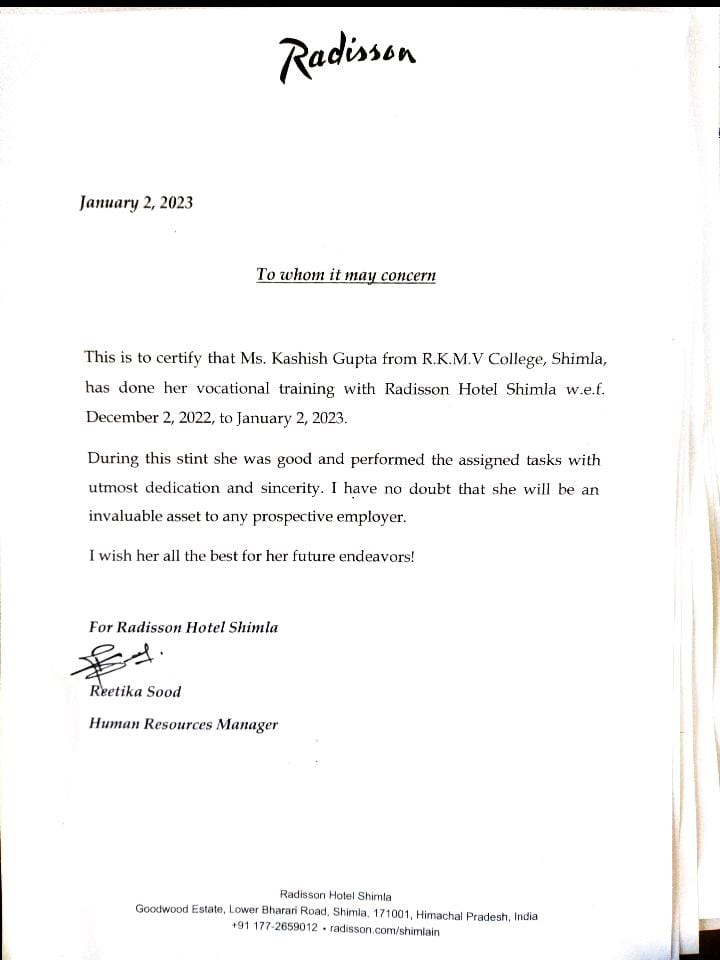 Radisson
January 2, 2023
To whom it may concern
This is to certify that Ms. Kashish Gupta from R.K.M.V College, Shimla,
has done her vocational training with Radisson Hotel Shimla w.e.f.
December 2, 2022, to January 2, 2023.
During this stint she was good and performed the assigned tasks with
utmost dedication and sincerity. I have no doubt that she will be an
invaluable asset to any prospective employer.
I wish her all the best for her future endeavors!
For Radisson Hotel Shimla
Reetika Sood
Human Resources Manager
Radisson Hotel Shimla
Goodwood Estate, Lower Bharari Road, Shimla, 171001, Himachal Pradesh, India
+91 177-2659012 • radisson.com/shimlain